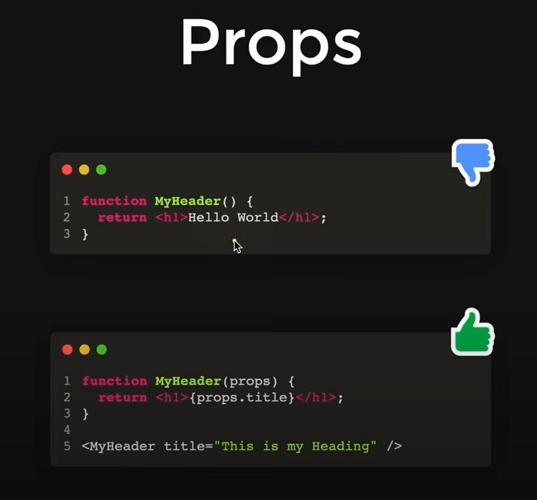 Props
1 function MyHeader() {
2   return <h1>Hello World</h1>;
3 }
1 function MyHeader(props) {
2   return <h1>{props.title}</h1>;
3 }
4
5 <MyHeader title="This is my Heading" />